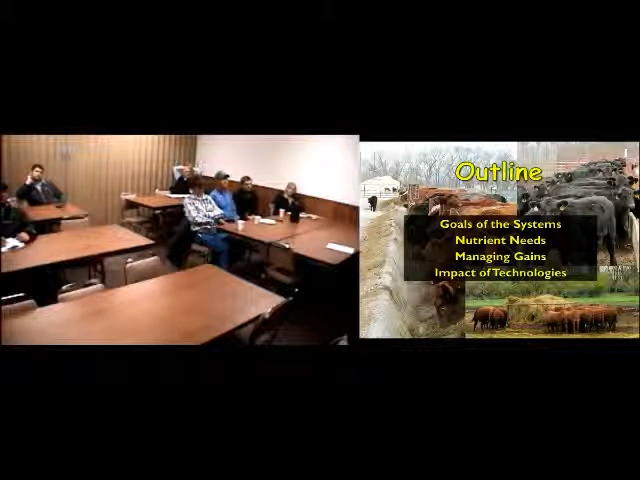 Outline
Goals of the Systems
Nutrient Needs
Managing Gains
Impact of Technologies